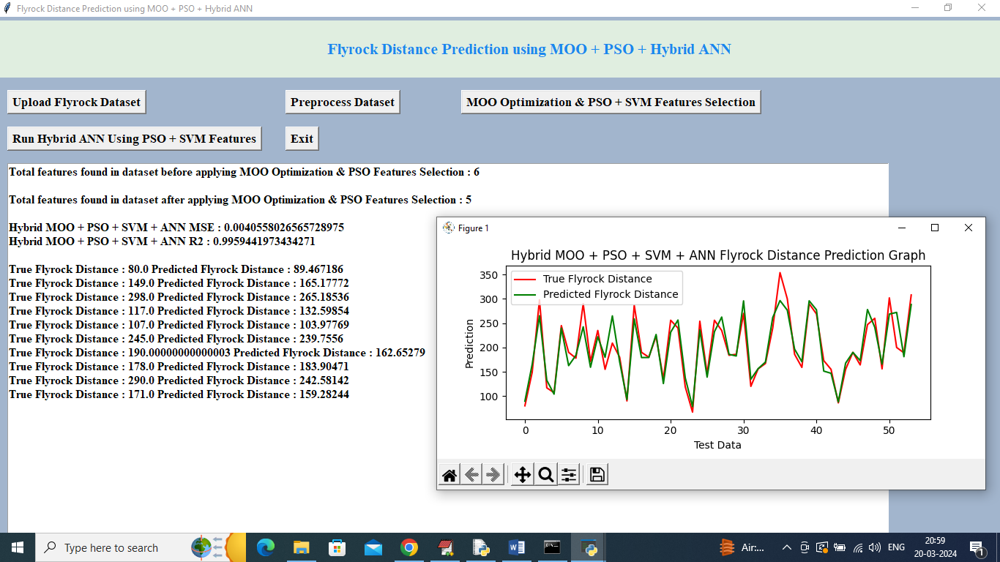 Flyrock Distance Prediction using MOO + PSO + Hybrid ANN
Flyrock Distance Prediction using MOO + PSO + Hybrid ANN
Upload Flyrock Dataset
Preprocess Dataset
MOO Optimization & PSO + SVM Features Selection
Run Hybrid ANN Using PSO + SVM Features
Exit
Total features found in dataset before applying MOO Optimization & PSO Features Selection : 6
Total features found in dataset after applying MOO Optimization & PSO Features Selection : 5
Hybrid MOO + PSO + SVM + ANN MSE : 0.0040558026565728975
Hybrid MOO + PSO + SVM + ANN R2 : 0.9959441973434271
True Flyrock Distance : 80.0 Predicted Flyrock Distance : 89.467186
True Flyrock Distance : 149.0 Predicted Flyrock Distance : 165.17772
True Flyrock Distance : 298.0 Predicted Flyrock Distance : 265.18536
True Flyrock Distance : 117.0 Predicted Flyrock Distance : 132.59854
True Flyrock Distance : 107.0 Predicted Flyrock Distance : 103.97769
True Flyrock Distance : 245.0 Predicted Flyrock Distance : 239.7556
True Flyrock Distance : 190.00000000000003 Predicted Flyrock Distance : 162.65279
True Flyrock Distance : 178.0 Predicted Flyrock Distance : 183.90471
True Flyrock Distance : 290.0 Predicted Flyrock Distance : 242.58142
True Flyrock Distance : 171.0 Predicted Flyrock Distance : 159.28244
Figure 1
Hybrid MOO + PSO + SVM + ANN Flyrock Distance Prediction Graph
True Flyrock Distance
Predicted Flyrock Distance
350
300
250
200
150
100
Prediction
0 10 20 30 40 50
Test Data
Type here to search
Air:...
ENG
20:59
20-03-2024
1